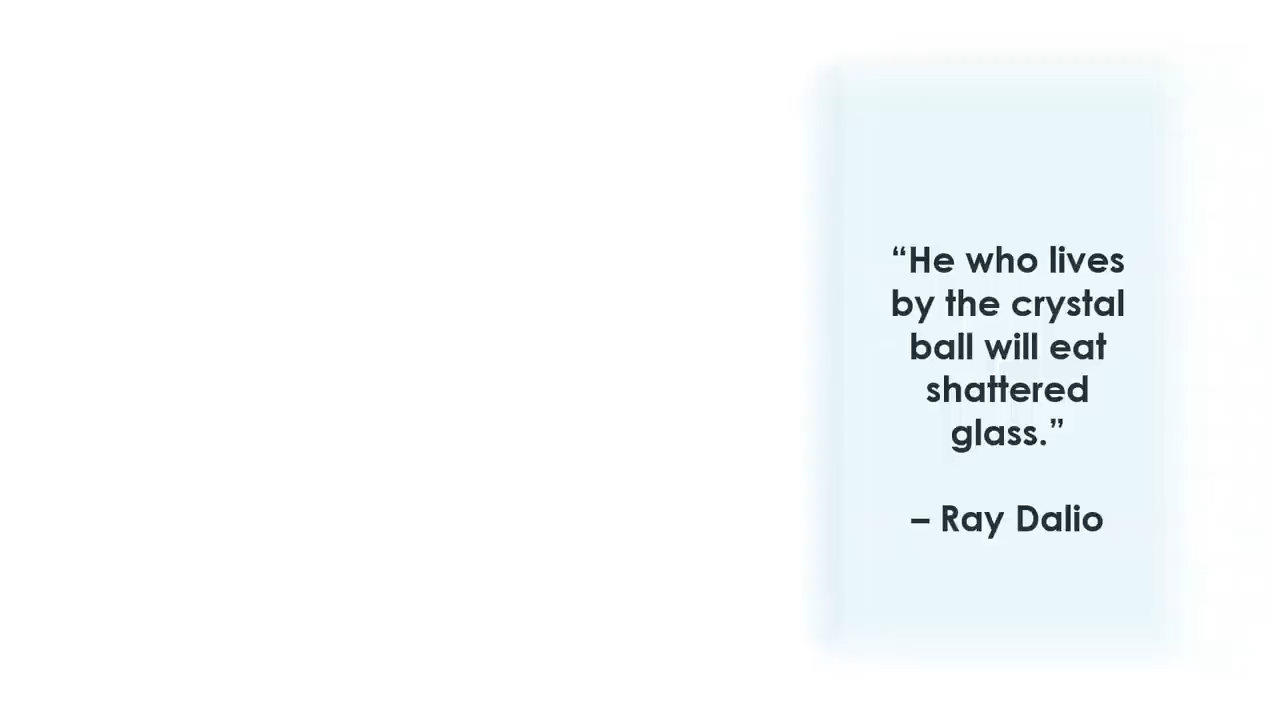 “He who lives
by the crystal
ball will eat
shattered
glass.”
– Ray Dalio